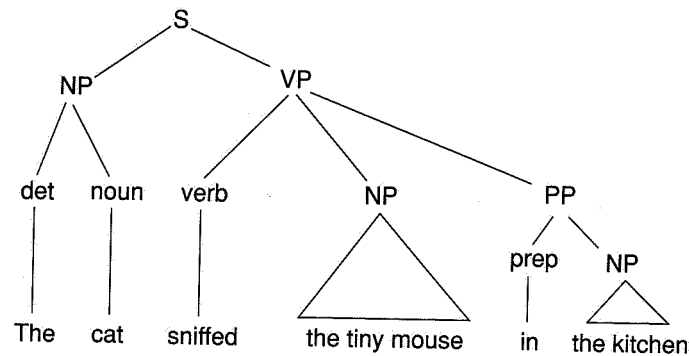 S
NP VP
det noun verb NP PP
prep NP
The cat sniffed the tiny mouse in the kitchen